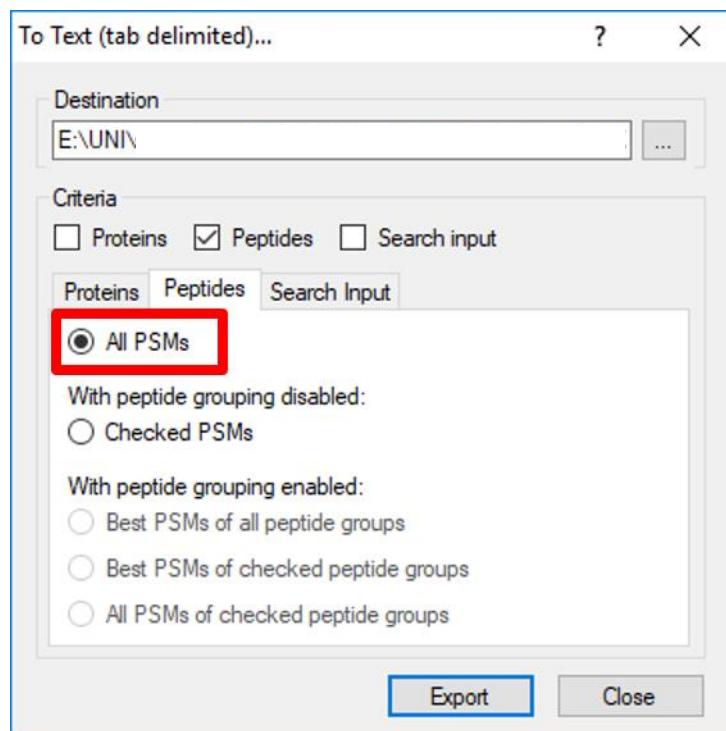 To Text (tab delimited)... ?
Destination
E:\UNI\ ...
Criteria
Proteins Peptides Search input
Proteins Peptides Search Input
All PSMs
With peptide grouping disabled:
Checked PSMs
With peptide grouping enabled:
Best PSMs of all peptide groups
Best PSMs of checked peptide groups
All PSMs of checked peptide groups
Export Close